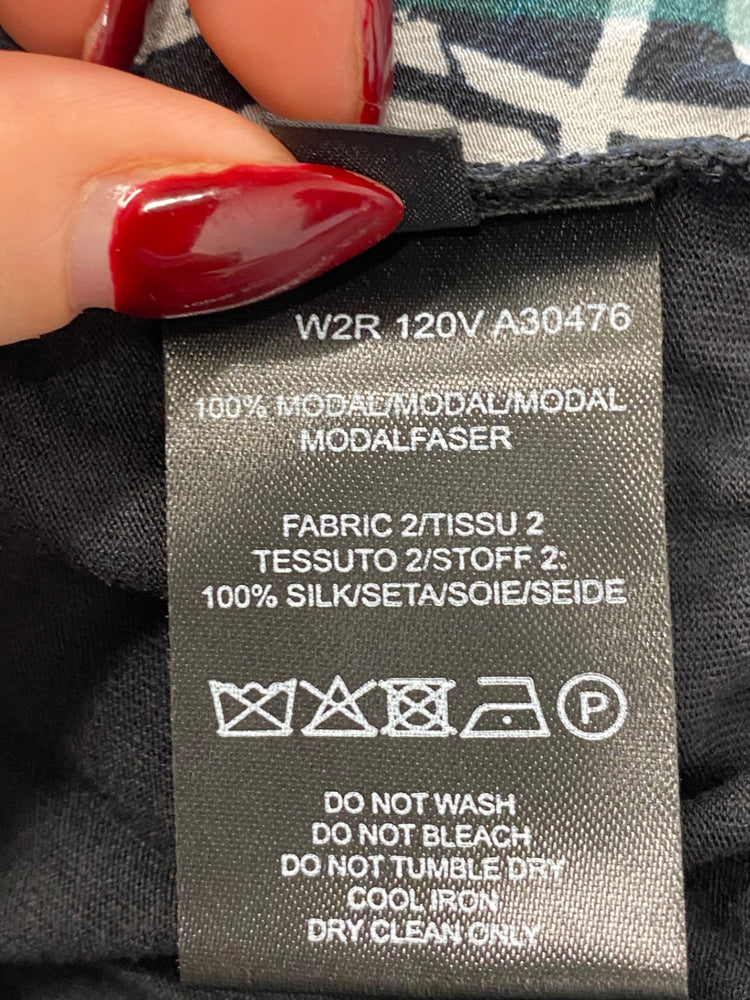 W2R 120V A30476
100% MODAL/MODAL/MODAL
MODALFASER
FABRIC 2/TISSU 2
TESSUTO 2/STOFF 2:
100% SILK/SETA/SOIE/SEIDE
P
DO NOT WASH
DO NOT BLEACH
DO NOT TUMBLE DRY
COOL IRON
DRY CLEAN ONLY